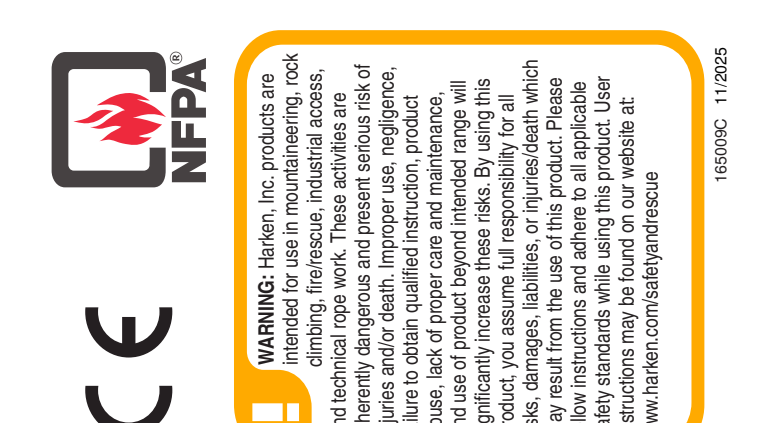 NFPA®
CE
WARNING: Harken, Inc. products are
intended for use in mountaineering, rock
climbing, fire/rescue, industrial access,
nd technical rope work. These activities are
herently dangerous and present serious risk of
juries and/or death. Improper use, negligence,
ilure to obtain qualified instruction, product
buse, lack of proper care and maintenance,
nd use of product beyond intended range will
gnificantly increase these risks. By using this
roduct, you assume full responsibility for all
sks, damages, liabilities, or injuries/death which
ay result from the use of this product. Please
llow instructions and adhere to all applicable
afety standards while using this product. User
structions may be found on our website at:
ww.harken.com/safetyandrescue
165009C 11/2025